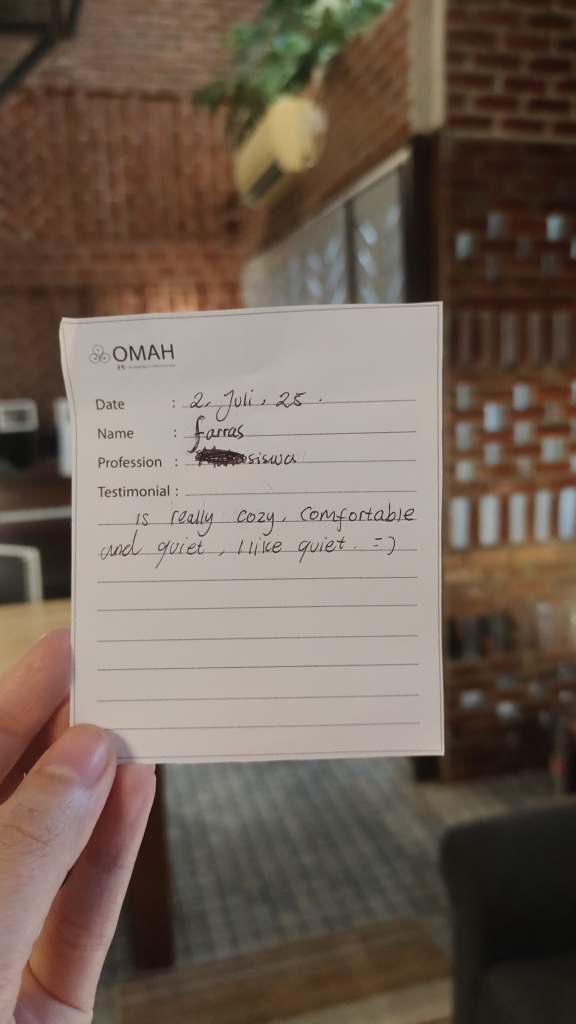 OMAH
Date : 2, Juli, 25.
Name : farras
Profession : siswa
Testimonial :
is really cozy, comfortable
and quiet, I like quiet. =)